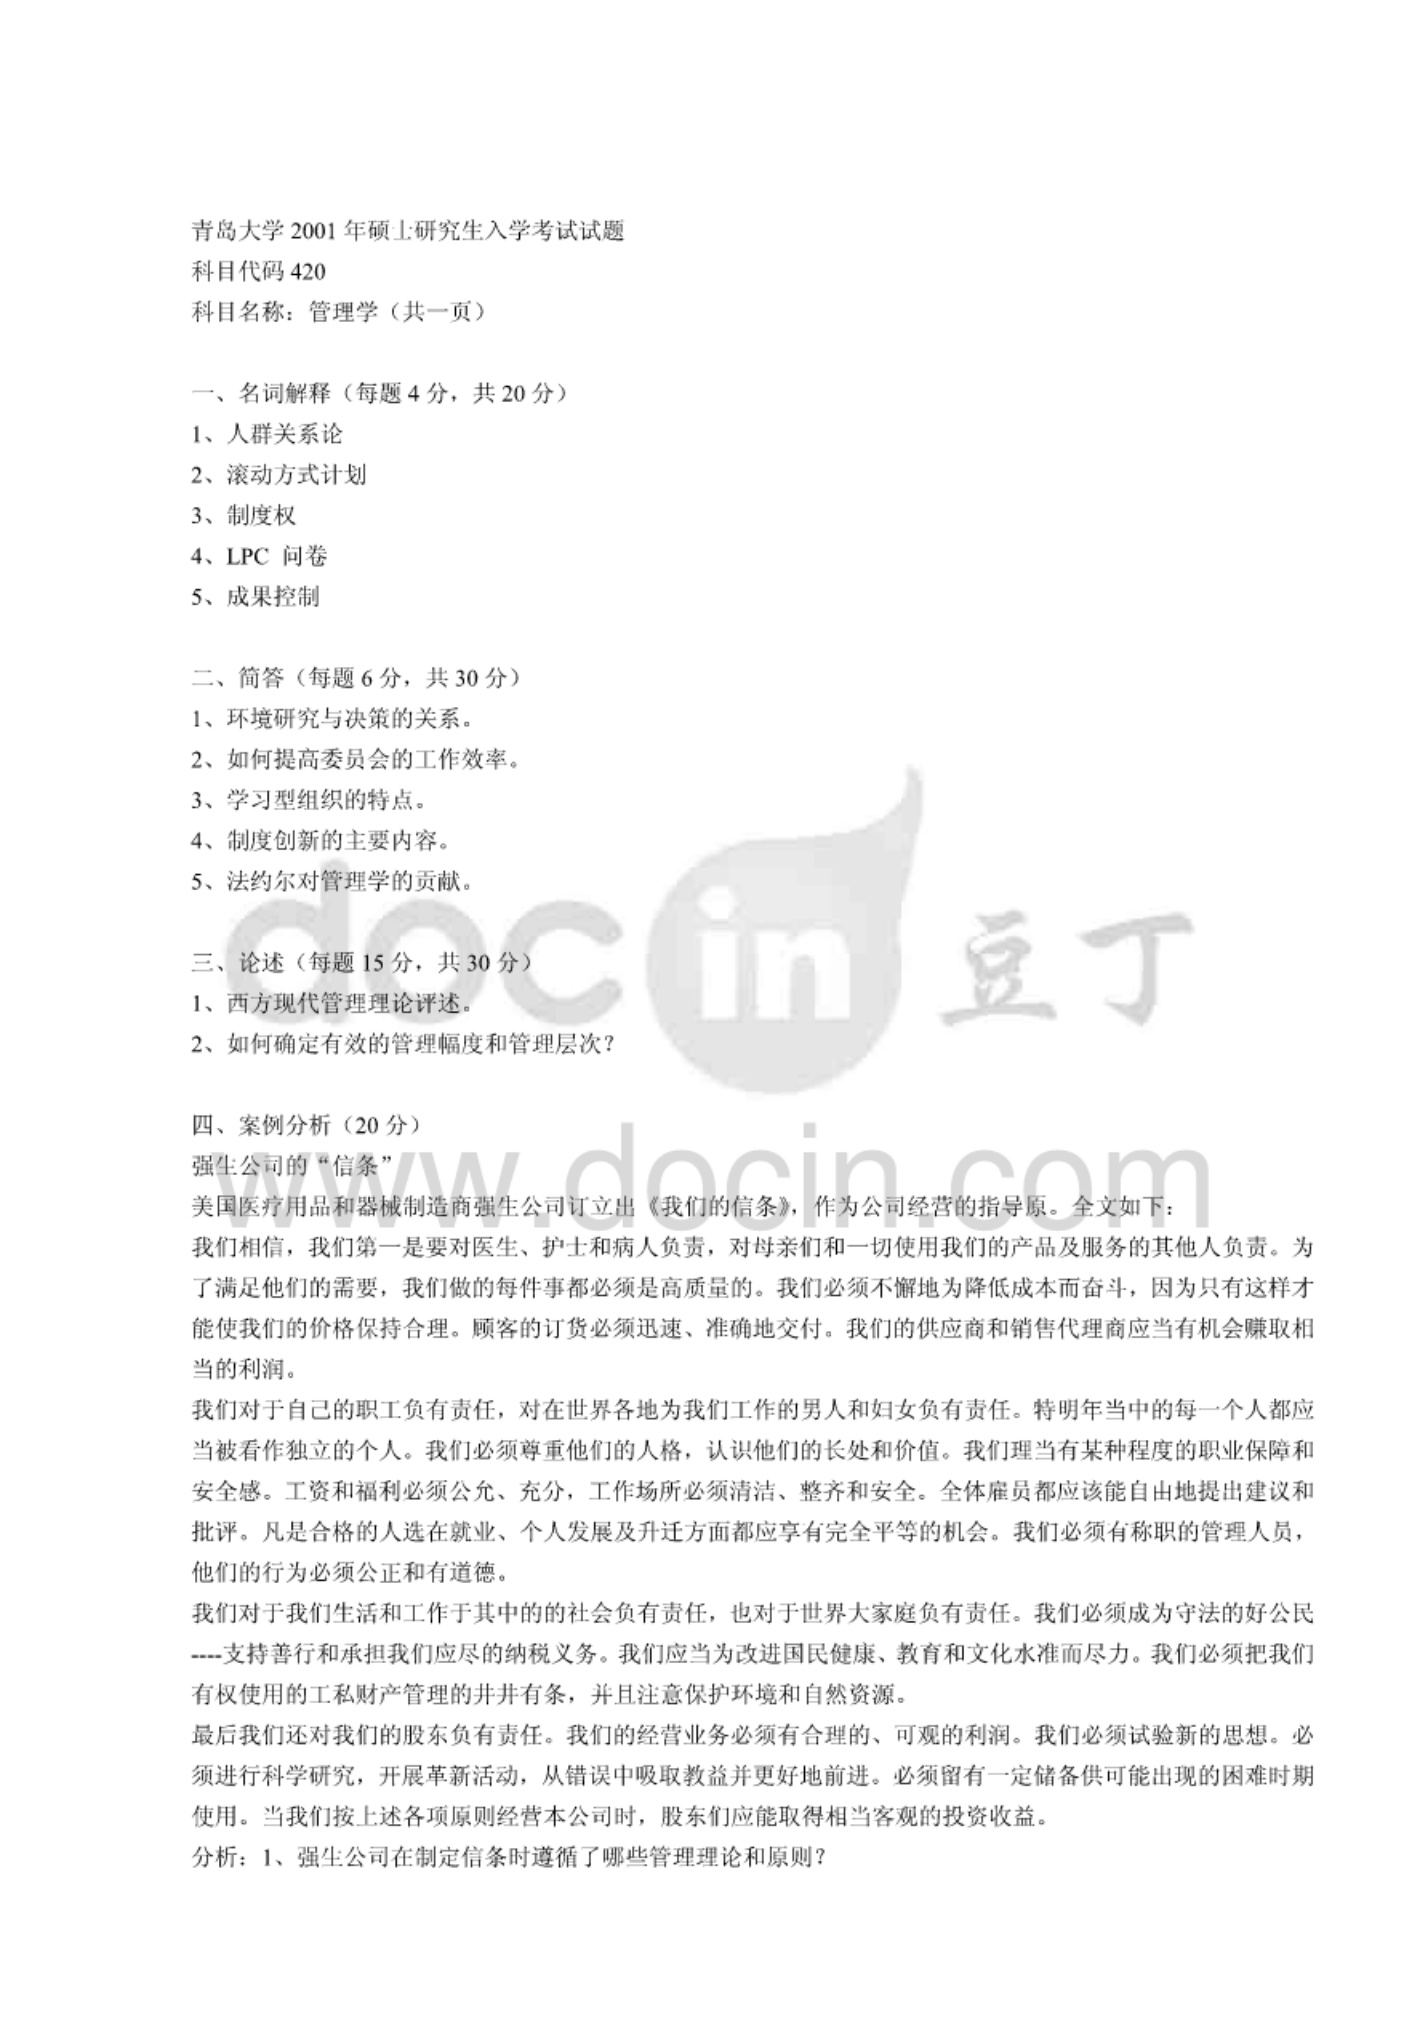 青岛大学 2001 年硕士研究生入学考试试题
科目代码 420
科目名称：管理学（共一页）
一、名词解释（每题 4 分，共 20 分）
1、人群关系论
2、滚动方式计划
3、制度权
4、LPC 问卷
5、成果控制
二、简答（每题 6 分，共 30 分）
1、环境研究与决策的关系。
2、如何提高委员会的工作效率。
3、学习型组织的特点。
4、制度创新的主要内容。
5、法约尔对管理学的贡献。
docin 豆丁
三、论述（每题 15 分，共 30 分）
1、西方现代管理理论评述。
2、如何确定有效的管理幅度和管理层次？
四、案例分析（20 分）
www.docin.com
强生公司的“信条”
美国医疗用品和器械制造商强生公司订立出《我们的信条》，作为公司经营的指导原。全文如下：
我们相信，我们第一是要对医生、护士和病人负责，对母亲们和一切使用我们的产品及服务的其他人负责。为
了满足他们的需要，我们做的每件事都必须是高质量的。我们必须不懈地为降低成本而奋斗，因为只有这样才
能使我们的价格保持合理。顾客的订货必须迅速、准确地交付。我们的供应商和销售代理商应当有机会赚取相
当的利润。
我们对于自己的职工负有责任，对在世界各地为我们工作的男人和妇女负有责任。特明年当中的每一个人都应
当被看作独立的个人。我们必须尊重他们的人格，认识他们的长处和价值。我们理当有某种程度的职业保障和
安全感。工资和福利必须公允、充分，工作场所必须清洁、整齐和安全。全体雇员都应该能自由地提出建议和
批评。凡是合格的人选在就业、个人发展及升迁方面都应享有完全平等的机会。我们必须有称职的管理人员，
他们的行为必须公正和有道德。
我们对于我们生活和工作于其中的的社会负有责任，也对于世界大家庭负有责任。我们必须成为守法的好公民
----支持善行和承担我们应尽的纳税义务。我们应当为改进国民健康、教育和文化水准而尽力。我们必须把我们
有权使用的工私财产管理的井井有条，并且注意保护环境和自然资源。
最后我们还对我们的股东负有责任。我们的经营业务必须有合理的、可观的利润。我们必须试验新的思想。必
须进行科学研究，开展革新活动，从错误中吸取教益并更好地前进。必须留有一定储备供可能出现的困难时期
使用。当我们按上述各项原则经营本公司时，股东们应能取得相当客观的投资收益。
分析：1、强生公司在制定信条时遵循了哪些管理理论和原则？